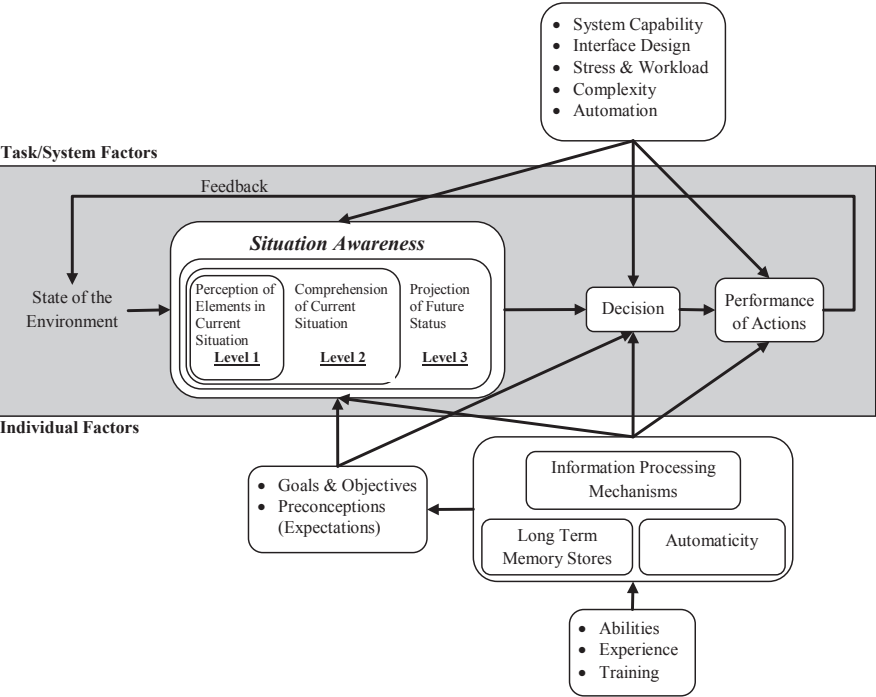 • System Capability
• Interface Design
• Stress & Workload
• Complexity
• Automation
Task/System Factors
Feedback
Situation Awareness
State of the
Environment
Perception of
Elements in
Current
Situation
Level 1
Comprehension
of Current
Situation
Level 2
Projection
of Future
Status
Level 3
Decision
Performance
of Actions
Individual Factors
• Goals & Objectives
• Preconceptions
(Expectations)
Information Processing
Mechanisms
Long Term
Memory Stores
Automaticity
• Abilities
• Experience
• Training